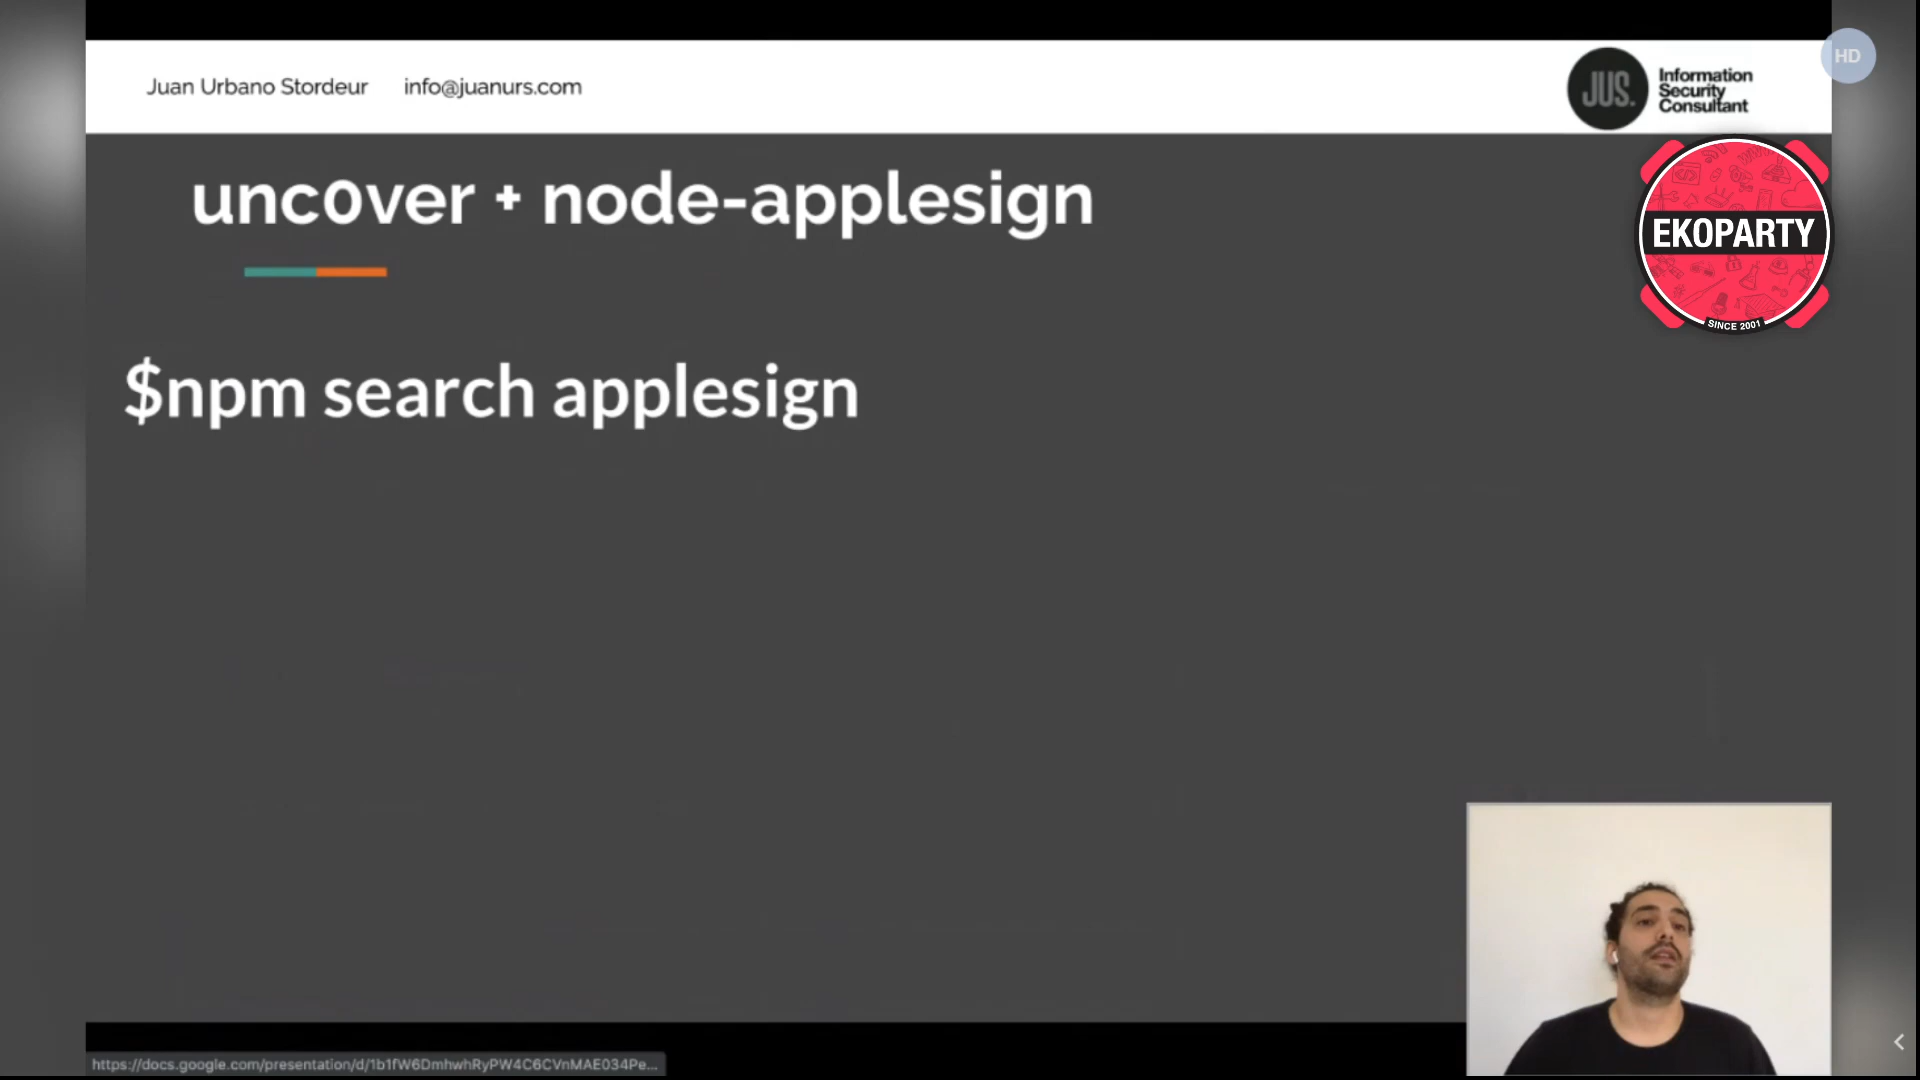 Juan Urbano Stordeur info@juanurs.com
JUS.
Information
Security
Consultant
HD
unc0ver + node-applesign
EKOPARTY
SINCE 2001
$npm search applesign
https://docs.google.com/presentation/d/1b1fW6DmhwhRyPW4C6CVnMAE034Pe...